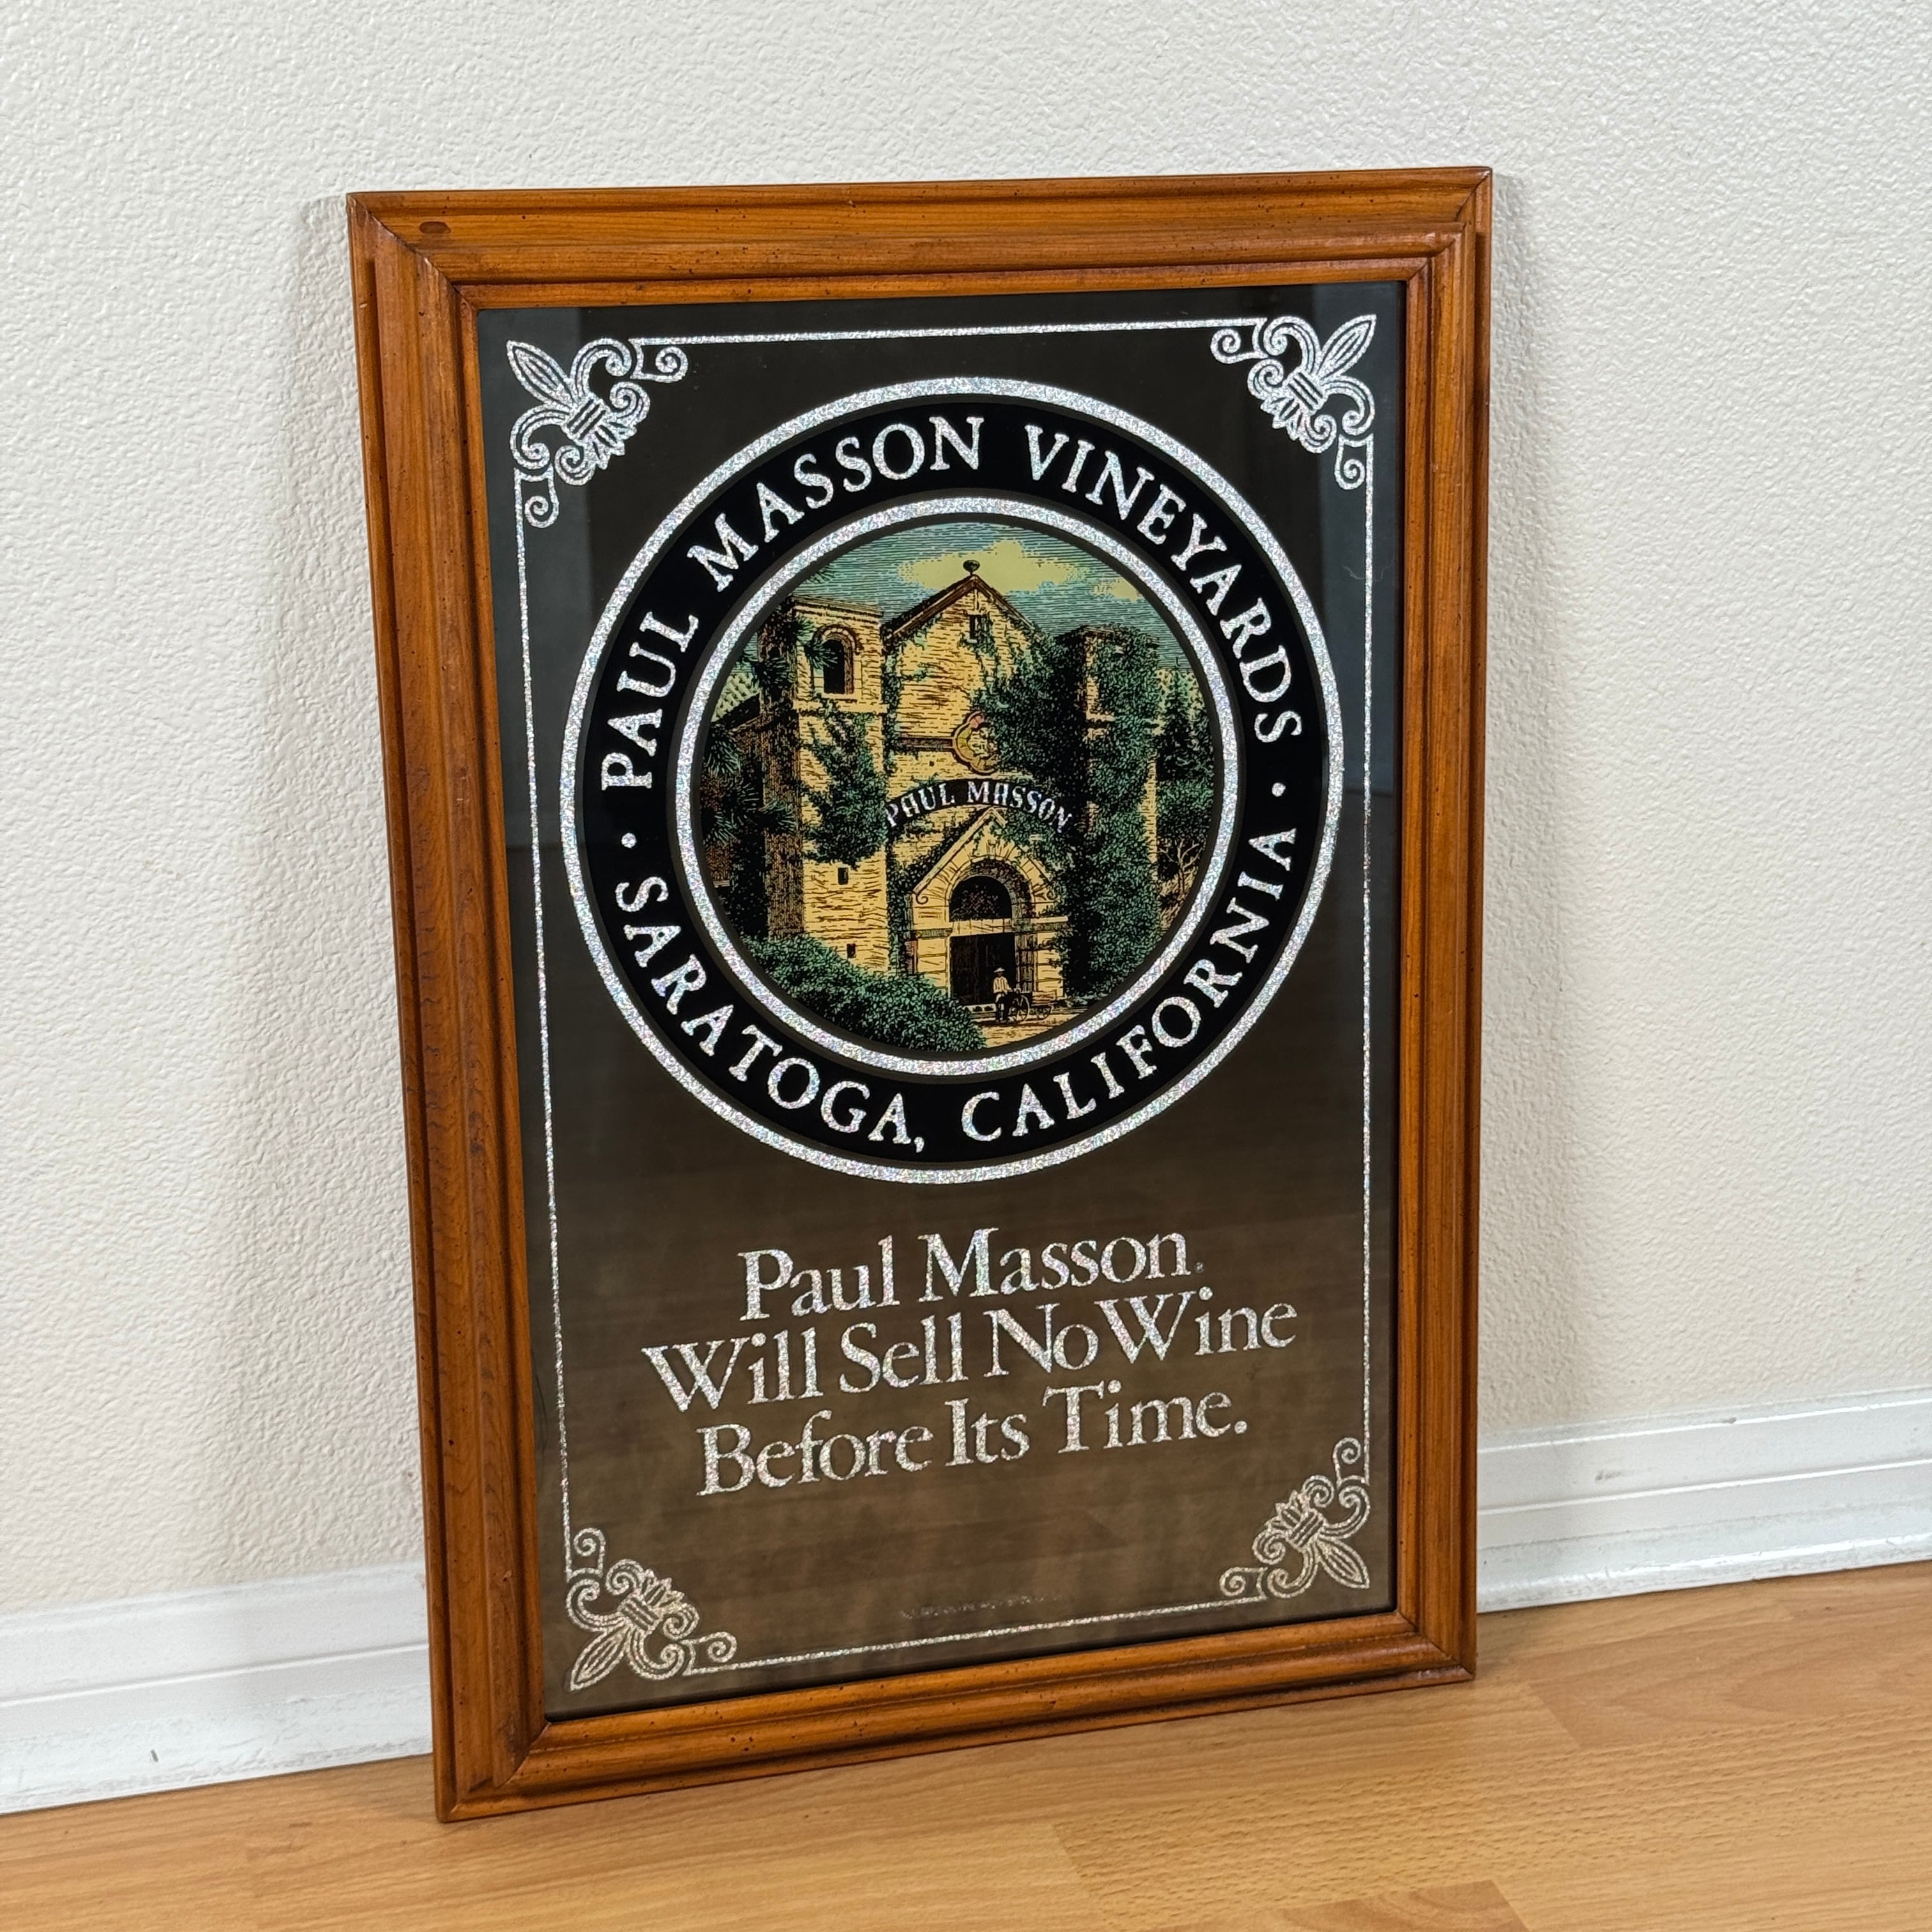 PAUL MASSON VINEYARDS
· SARATOGA, CALIFORNIA ·
PAUL MASSON
Paul Masson.
Will Sell No Wine
Before Its Time.